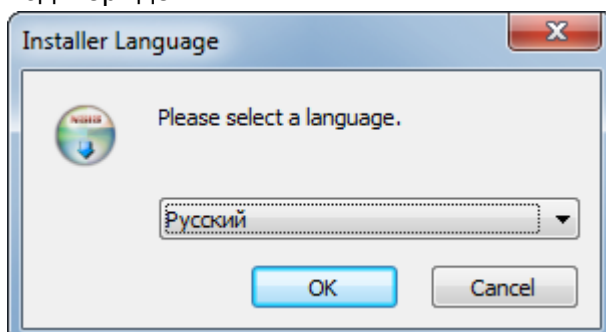 Installer Language
Please select a language.
Русский
OK
Cancel